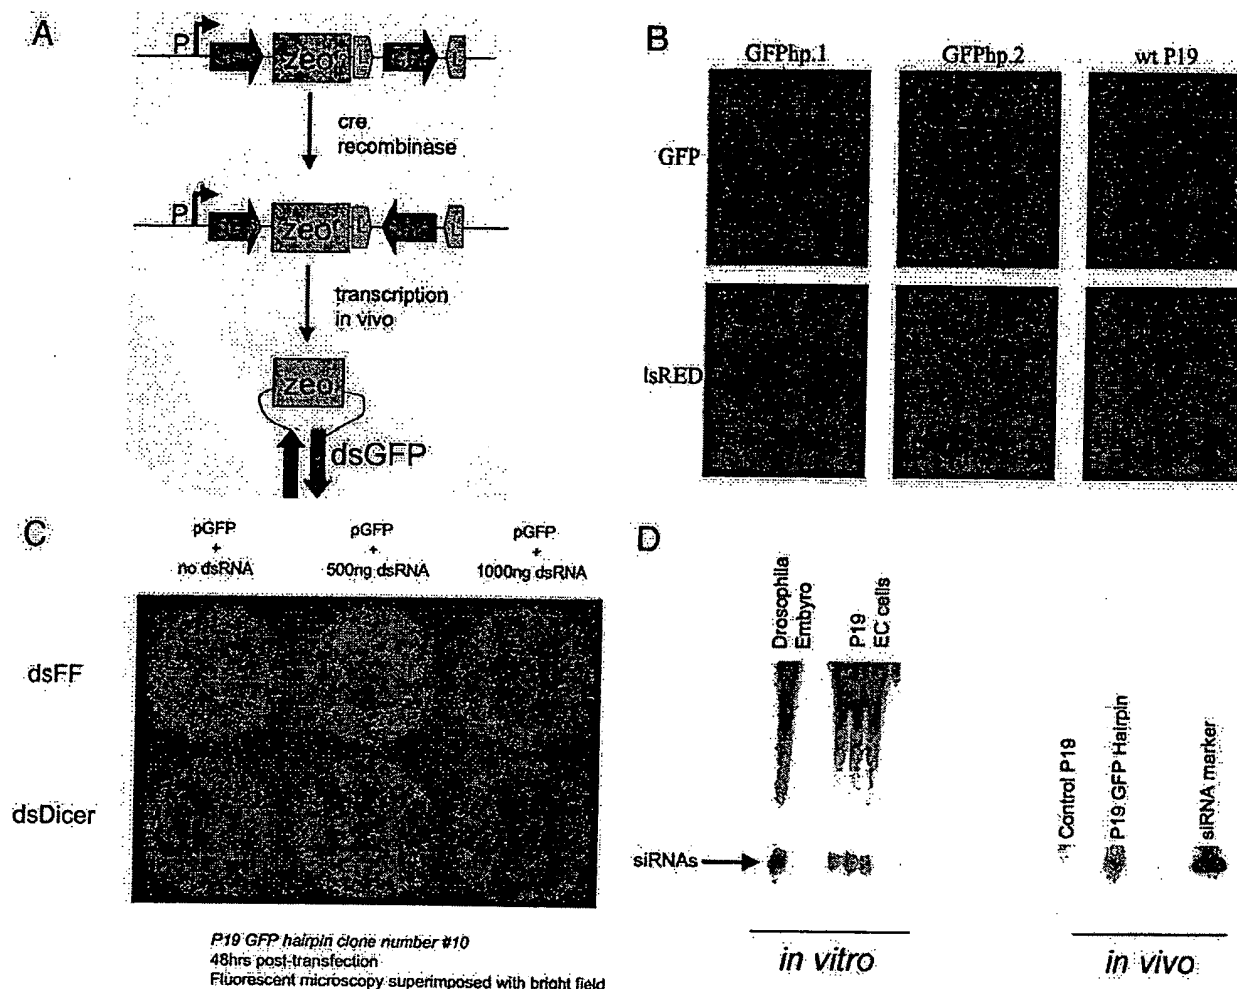 A
P
zeo
L
L
cre
recombinase
P
zeo
L
L
transcription
in vivo
zeo
dsGFP
B
GFPhp.1
GFPhp.2
wt P19
GFP
lsRED
C
pGFP
+
no dsRNA
pGFP
+
500ng dsRNA
pGFP
+
1000ng dsRNA
dsFF
dsDicer
P19 GFP hairpin clone number #10
48hrs post-transfection
Fluorescent microscopy superimposed with bright field
D
Drosophila
Embyro
P19
EC cells
siRNAs
in vitro
Control P19
P19 GFP Hairpin
siRNA marker
in vivo